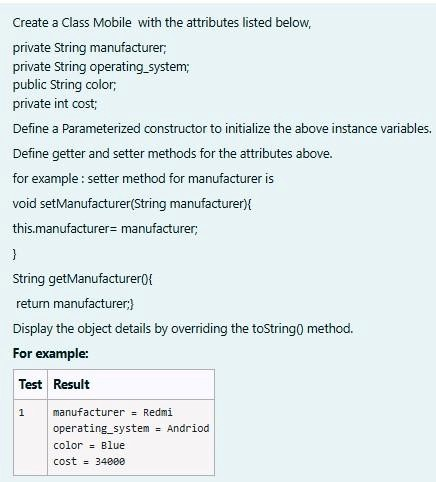 Create a Class Mobile with the attributes listed below,
private String manufacturer;
private String operating_system;
public String color;
private int cost;
Define a Parameterized constructor to initialize the above instance variables.
Define getter and setter methods for the attributes above.
for example : setter method for manufacturer is
void setManufacturer(String manufacturer){
this.manufacturer= manufacturer;
}
String getManufacturer(){
return manufacturer;}
Display the object details by overriding the toString() method.
For example:
Test Result
1 manufacturer = Redmi
operating_system = Andriod
color = Blue
cost = 34000